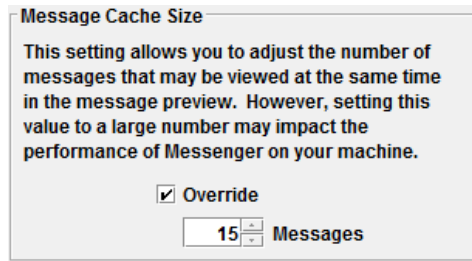 Message Cache Size
This setting allows you to adjust the number of
messages that may be viewed at the same time
in the message preview.  However, setting this
value to a large number may impact the
performance of Messenger on your machine.
Override
15 Messages